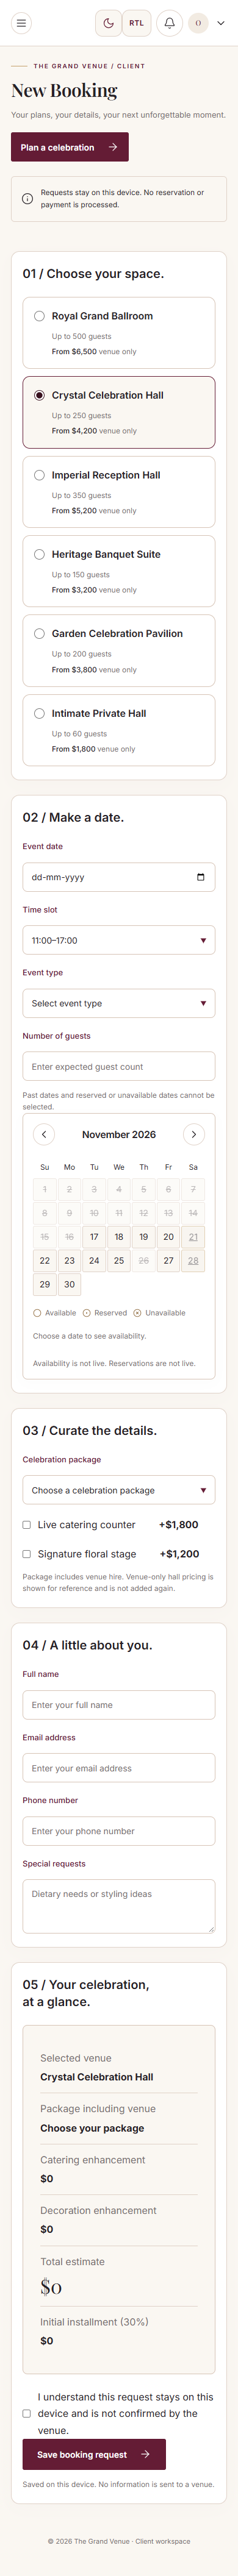 RTL
O
THE GRAND VENUE / CLIENT
New Booking
Your plans, your details, your next unforgettable moment.
Plan a celebration
Requests stay on this device. No reservation or
payment is processed.
01 / Choose your space.
Royal Grand Ballroom
Up to 500 guests
From $6,500 venue only
Crystal Celebration Hall
Up to 250 guests
From $4,200 venue only
Imperial Reception Hall
Up to 350 guests
From $5,200 venue only
Heritage Banquet Suite
Up to 150 guests
From $3,200 venue only
Garden Celebration Pavilion
Up to 200 guests
From $3,800 venue only
Intimate Private Hall
Up to 60 guests
From $1,800 venue only
02 / Make a date.
Event date
dd-mm-yyyy
Time slot
11:00–17:00
Event type
Select event type
Number of guests
Enter expected guest count
Past dates and reserved or unavailable dates cannot be
selected.
November 2026
Su Mo Tu We Th Fr Sa
1 2 3 4 5 6 7
8 9 10 11 12 13 14
15 16 17 18 19 20 21
22 23 24 25 26 27 28
29 30
Available Reserved Unavailable
Choose a date to see availability.
Availability is not live. Reservations are not live.
03 / Curate the details.
Celebration package
Choose a celebration package
Live catering counter +$1,800
Signature floral stage +$1,200
Package includes venue hire. Venue-only hall pricing is
shown for reference and is not added again.
04 / A little about you.
Full name
Enter your full name
Email address
Enter your email address
Phone number
Enter your phone number
Special requests
Dietary needs or styling ideas
05 / Your celebration,
at a glance.
Selected venue
Crystal Celebration Hall
Package including venue
Choose your package
Catering enhancement
$0
Decoration enhancement
$0
Total estimate
$0
Initial installment (30%)
$0
I understand this request stays on this
device and is not confirmed by the
venue.
Save booking request
Saved on this device. No information is sent to a venue.
© 2026 The Grand Venue · Client workspace